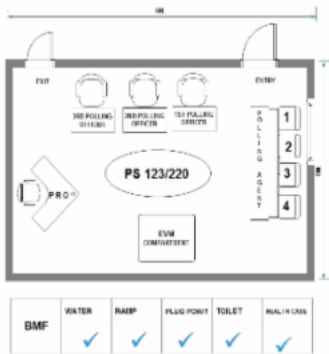 EXIT
ENTRY
3RD POLLING
OFFICER
2ND POLLING
OFFICER
1ST POLLING
OFFICER
POLLING AGENT
1
2
3
4
PS 123/220
PRO
EVM
COMPARTMENT
BMF
WATER
RAMP
PLUG POINT
TOILET
HEALTH CARE